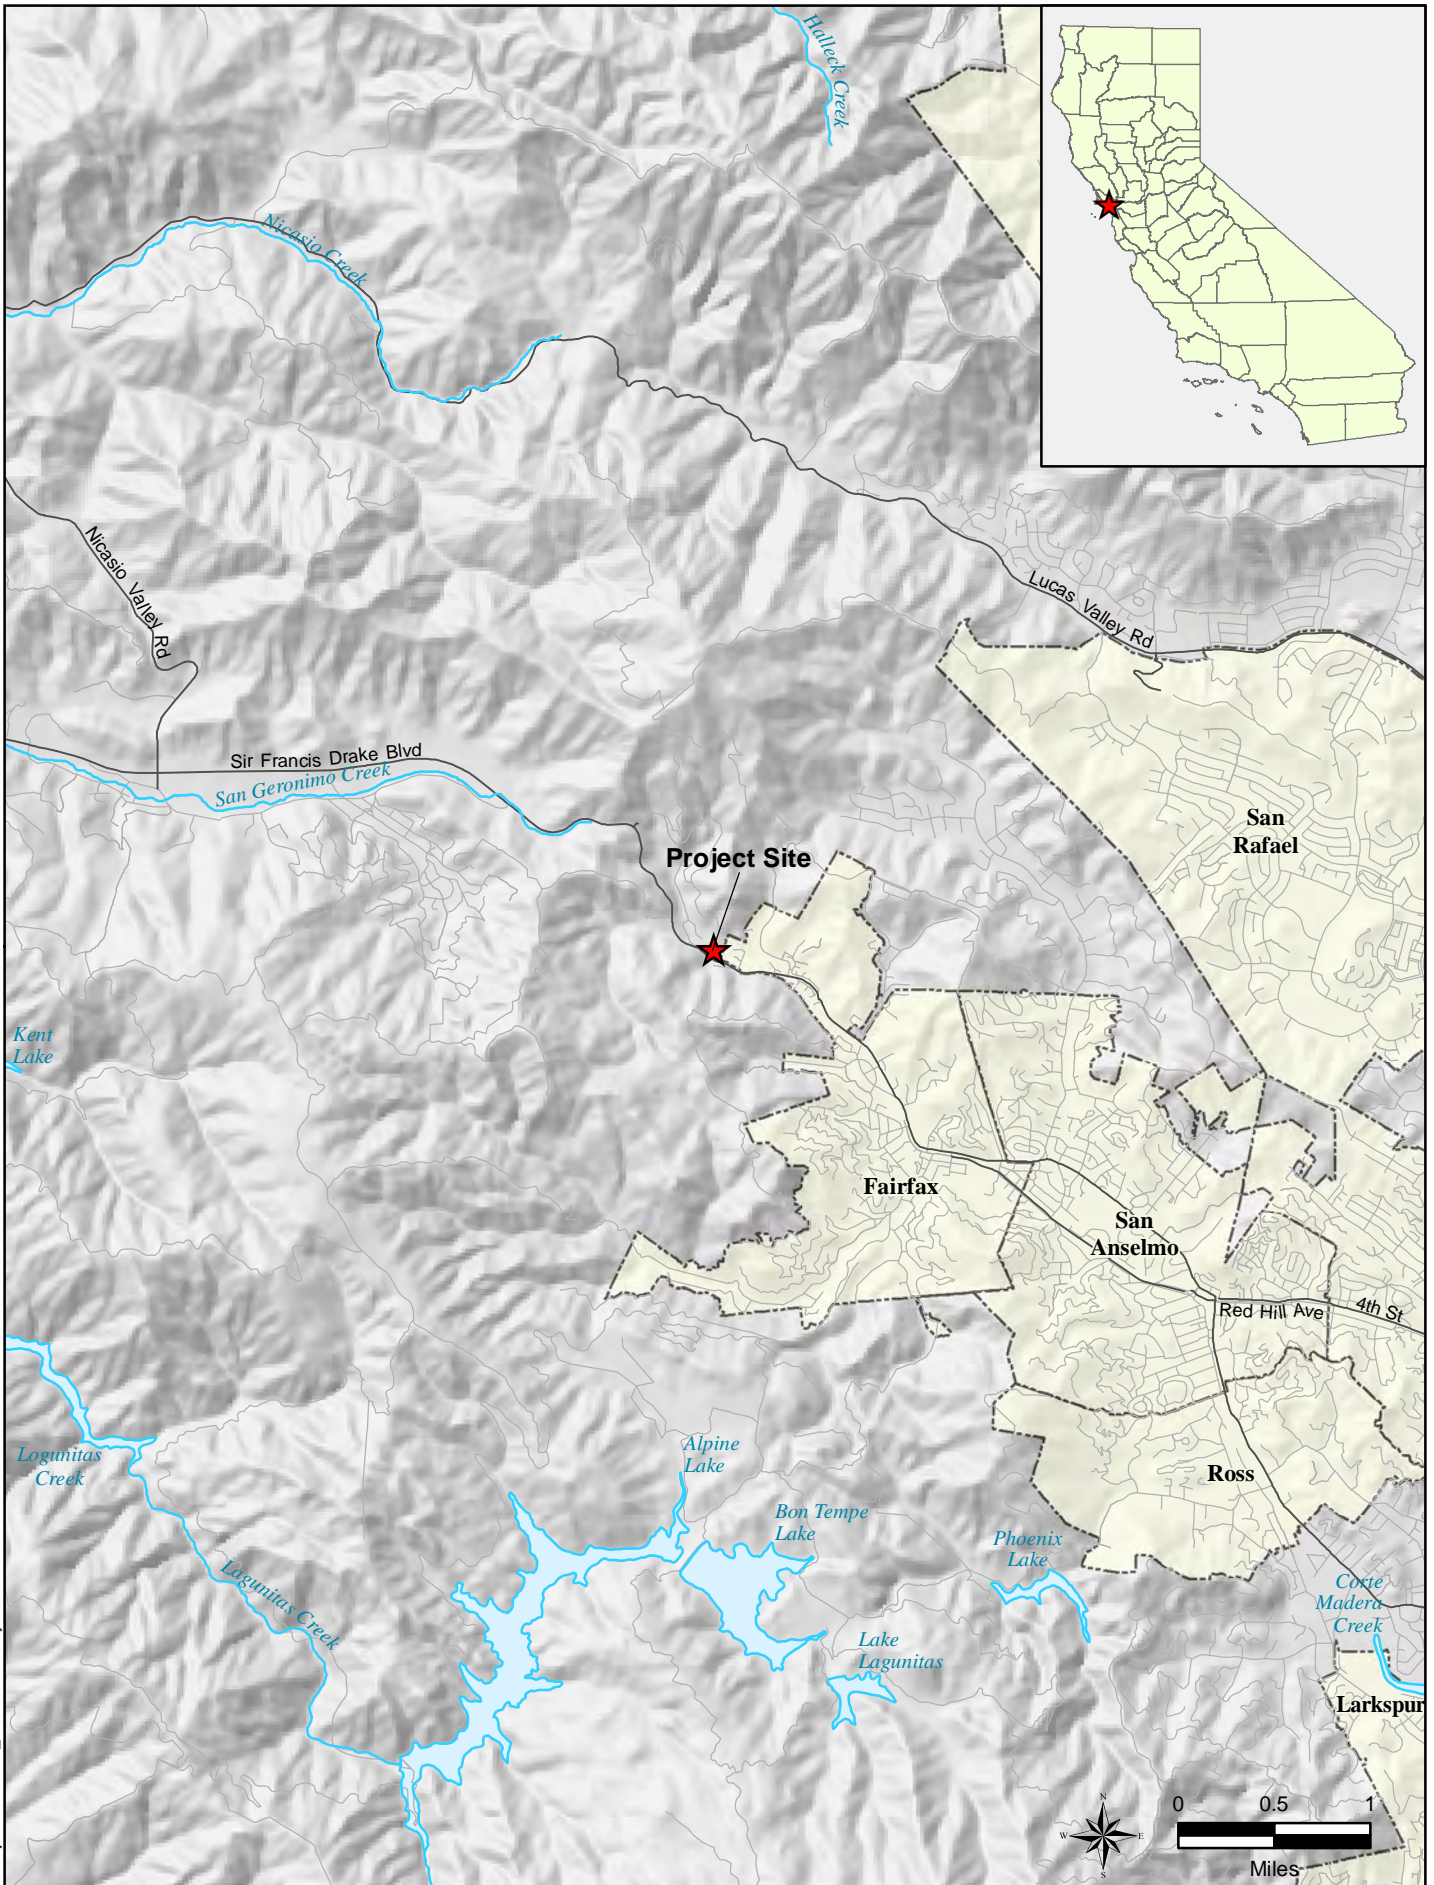 Halleck Creek
Nicasio Creek
Nicasio Valley Rd
Lucas Valley Rd
Sir Francis Drake Blvd
San Geronimo Creek
San
Rafael
Project Site
Kent
Lake
Fairfax
San
Anselmo
Red Hill Ave
4th St
Logunitas
Creek
Alpine
Lake
Ross
Bon Tempe
Lake
Phoenix
Lake
Lagunitas Creek
Corte
Madera
Creek
Lake
Lagunitas
Larkspur
N
W
E
S
0 0.5 1
Miles